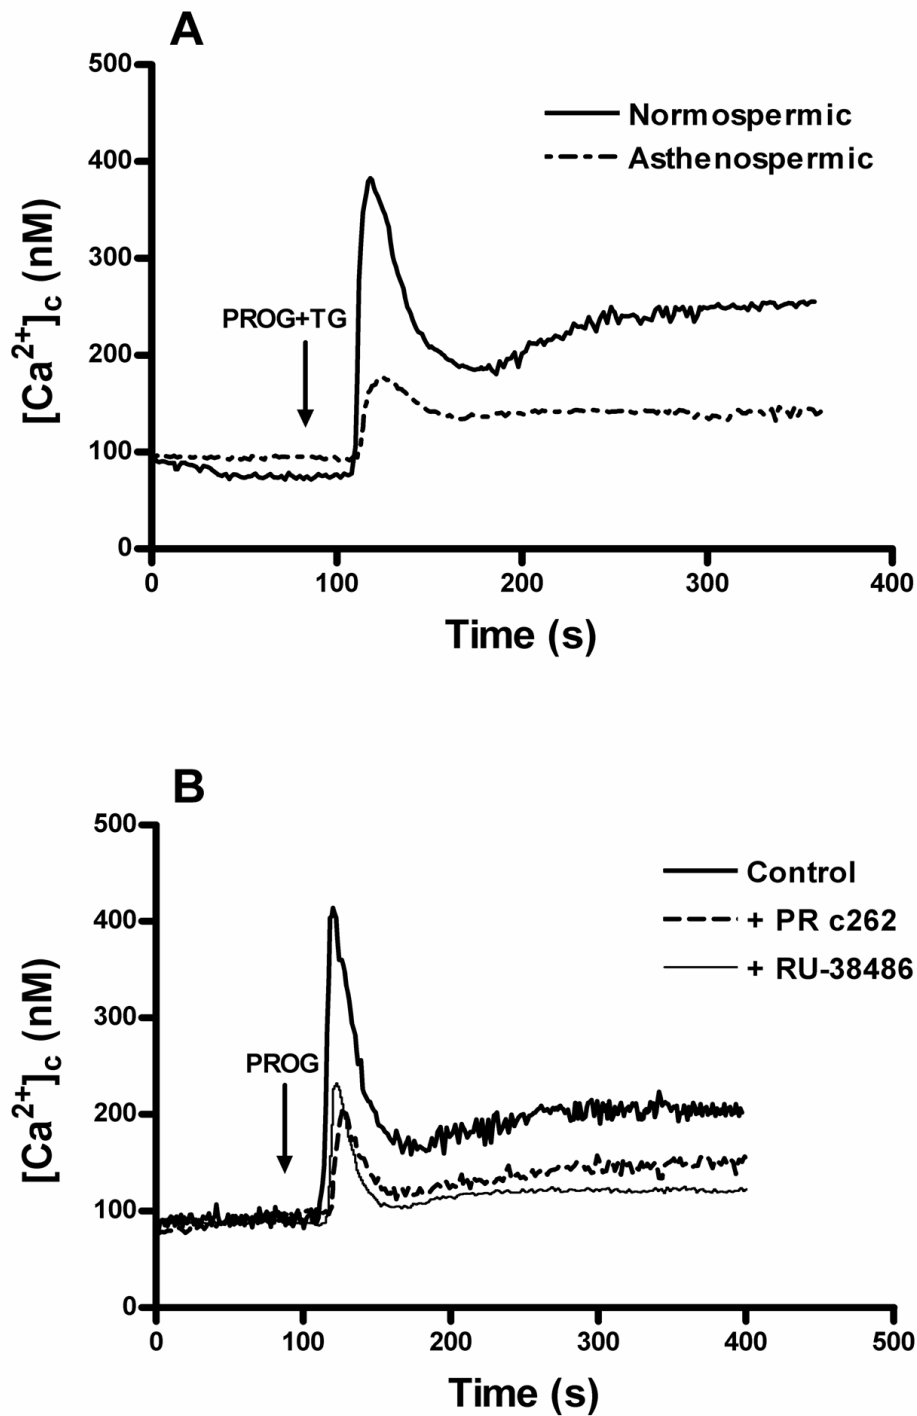 A
500
400
300
200
100
0
[Ca2+]c (nM)
Normospermic
Asthenospermic
PROG+TG
0 100 200 300 400
Time (s)
B
500
400
300
200
100
0
[Ca2+]c (nM)
Control
+ PR c262
+ RU-38486
PROG
0 100 200 300 400 500
Time (s)